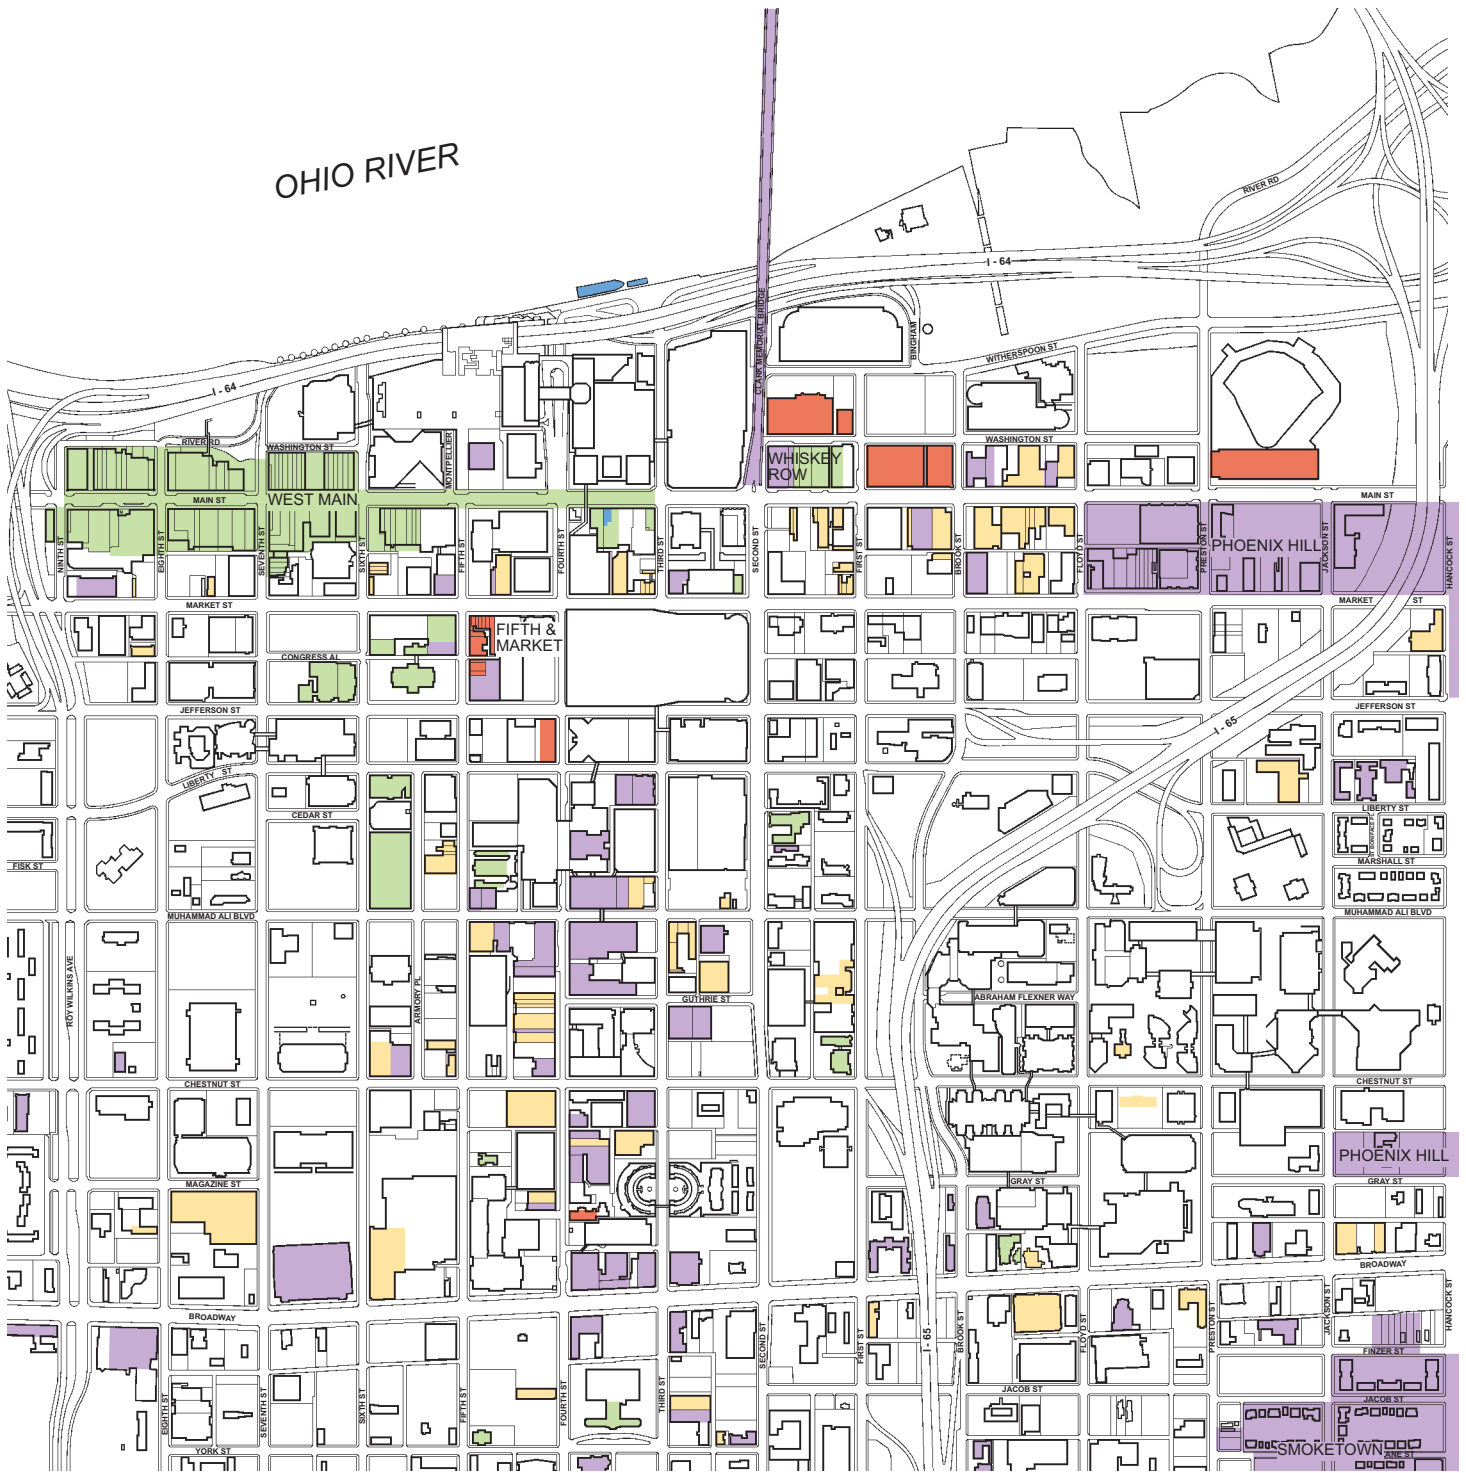 OHIO RIVER
RIVER RD
I - 64
CLARK MEMORIAL BRIDGE
BINGHAM
WITHERSPOON ST
I - 64
RIVER RD
WASHINGTON ST
MONTPELLIER
WASHINGTON ST
WHISKEY
ROW
WEST MAIN
MAIN ST
MAIN ST
NINTH ST
EIGHTH ST
SEVENTH ST
SIXTH ST
FIFTH ST
FOURTH ST
THIRD ST
SECOND ST
FIRST ST
BROOK ST
FLOYD ST
PRESTON ST
PHOENIX HILL
JACKSON ST
HANCOCK ST
MARKET ST
MARKET ST
FIFTH &
MARKET
CONGRESS AL
JEFFERSON ST
JEFFERSON ST
I - 65
LIBERTY ST
LIBERTY ST
CEDAR ST
FISK ST
MARSHALL ST
MUHAMMAD ALI BLVD
MUHAMMAD ALI BLVD
ROY WILKINS AVE
ARMORY PL
GUTHRIE ST
ABRAHAM FLEXNER WAY
CHESTNUT ST
CHESTNUT ST
PHOENIX HILL
MAGAZINE ST
GRAY ST
GRAY ST
BROADWAY
BROADWAY
I - 65
EIGHTH ST
SEVENTH ST
SIXTH ST
FIFTH ST
FOURTH ST
THIRD ST
SECOND ST
FIRST ST
BROOK ST
FLOYD ST
PRESTON ST
JACKSON ST
HANCOCK ST
FINZER ST
JACOB ST
JACOB ST
YORK ST
SMOKETOWN
ANE ST